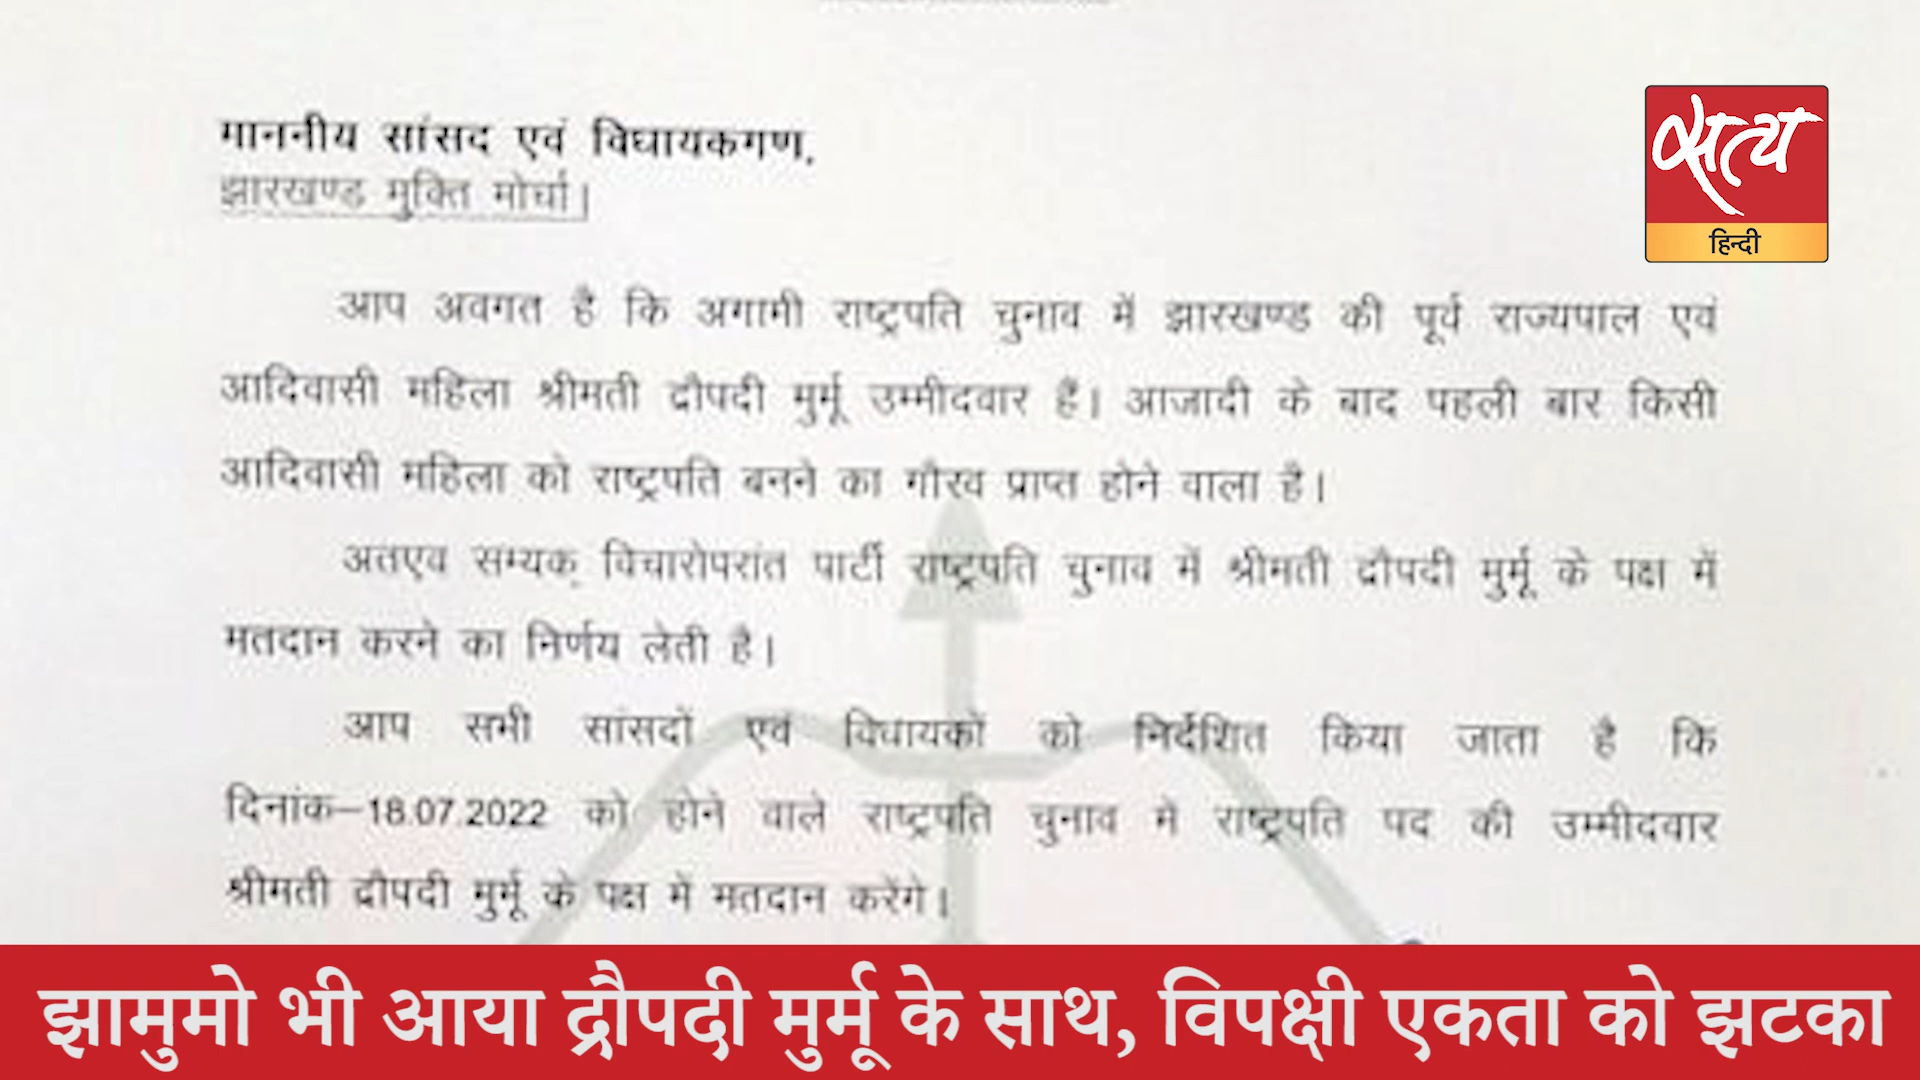 माननीय सांसद एवं विधायकगण,
झारखण्ड मुक्ति मोर्चा।
सत्य
हिन्दी
आप अवगत है कि अगामी राष्ट्रपति चुनाव में झारखण्ड की पूर्व राज्यपाल एवं
आदिवासी महिला श्रीमती द्रौपदी मुर्मू उम्मीदवार हैं। आजादी के बाद पहली बार किसी
आदिवासी महिला को राष्ट्रपति बनने का गौरव प्राप्त होने वाला है।
अतएव सम्यक् विचारोपरांत पार्टी राष्ट्रपति चुनाव में श्रीमती द्रौपदी मुर्मू के पक्ष में
मतदान करने का निर्णय लेती है।
आप सभी सांसदों एवं विधायकों को निर्देशित किया जाता है कि
दिनांक–18.07.2022 को होने वाले राष्ट्रपति चुनाव में राष्ट्रपति पद की उम्मीदवार
श्रीमती द्रौपदी मुर्मू के पक्ष में मतदान करेंगे।
झामुमो भी आया द्रौपदी मुर्मू के साथ, विपक्षी एकता को झटका